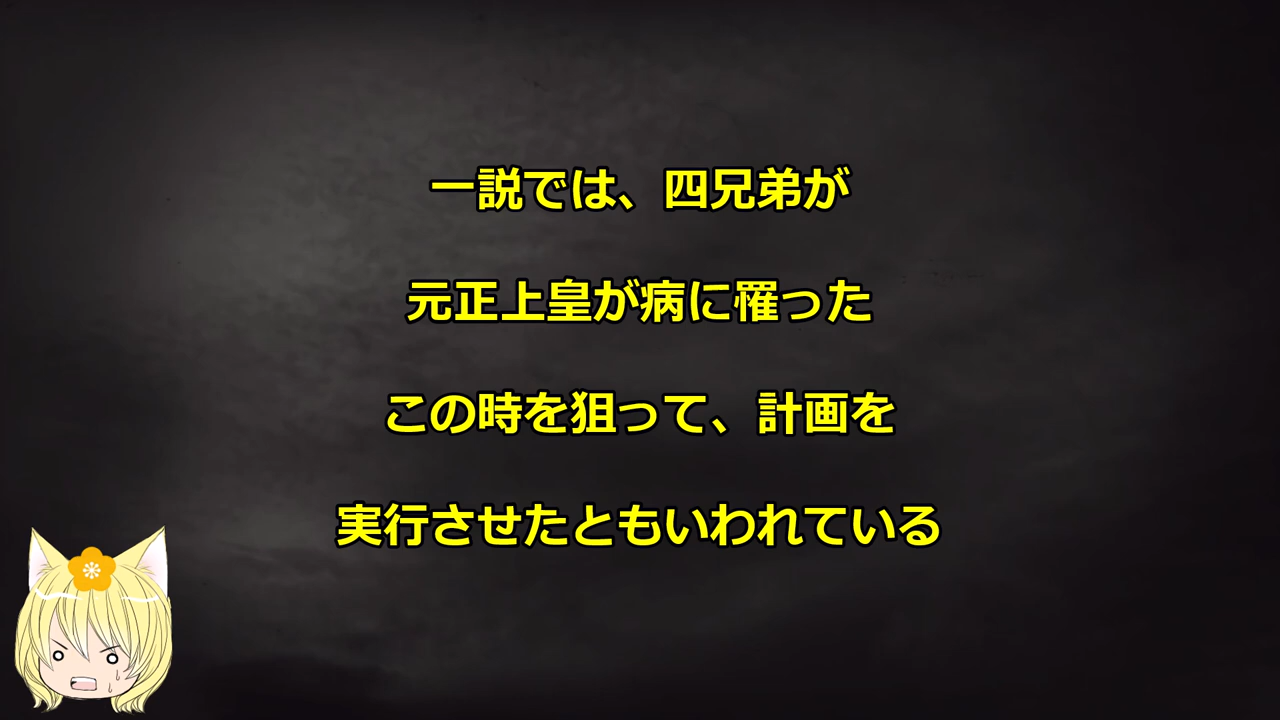 一説では、四兄弟が
元正上皇が病に罹った
この時を狙って、計画を
実行させたともいわれている